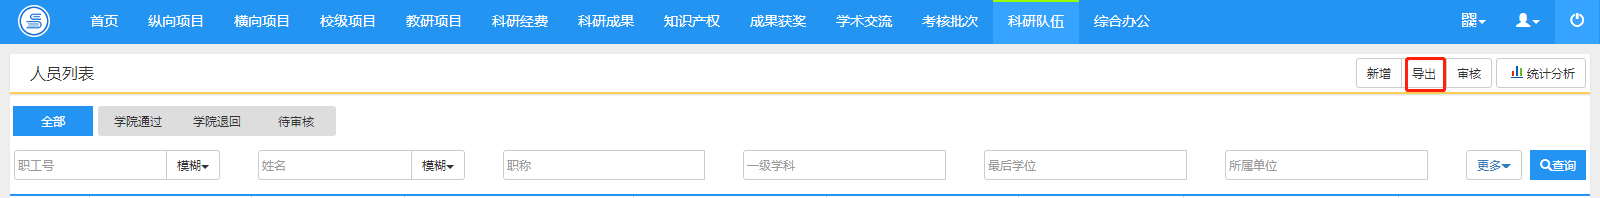 首页 纵向项目 横向项目 校级项目 教研项目 科研经费 科研成果 知识产权 成果获奖 学术交流 考核批次 科研队伍 综合办公
人员列表 新增 导出 审核 统计分析
全部 学院通过 学院退回 待审核
职工号 模糊 姓名 模糊 职称 一级学科 最后学位 所属单位 更多 查询